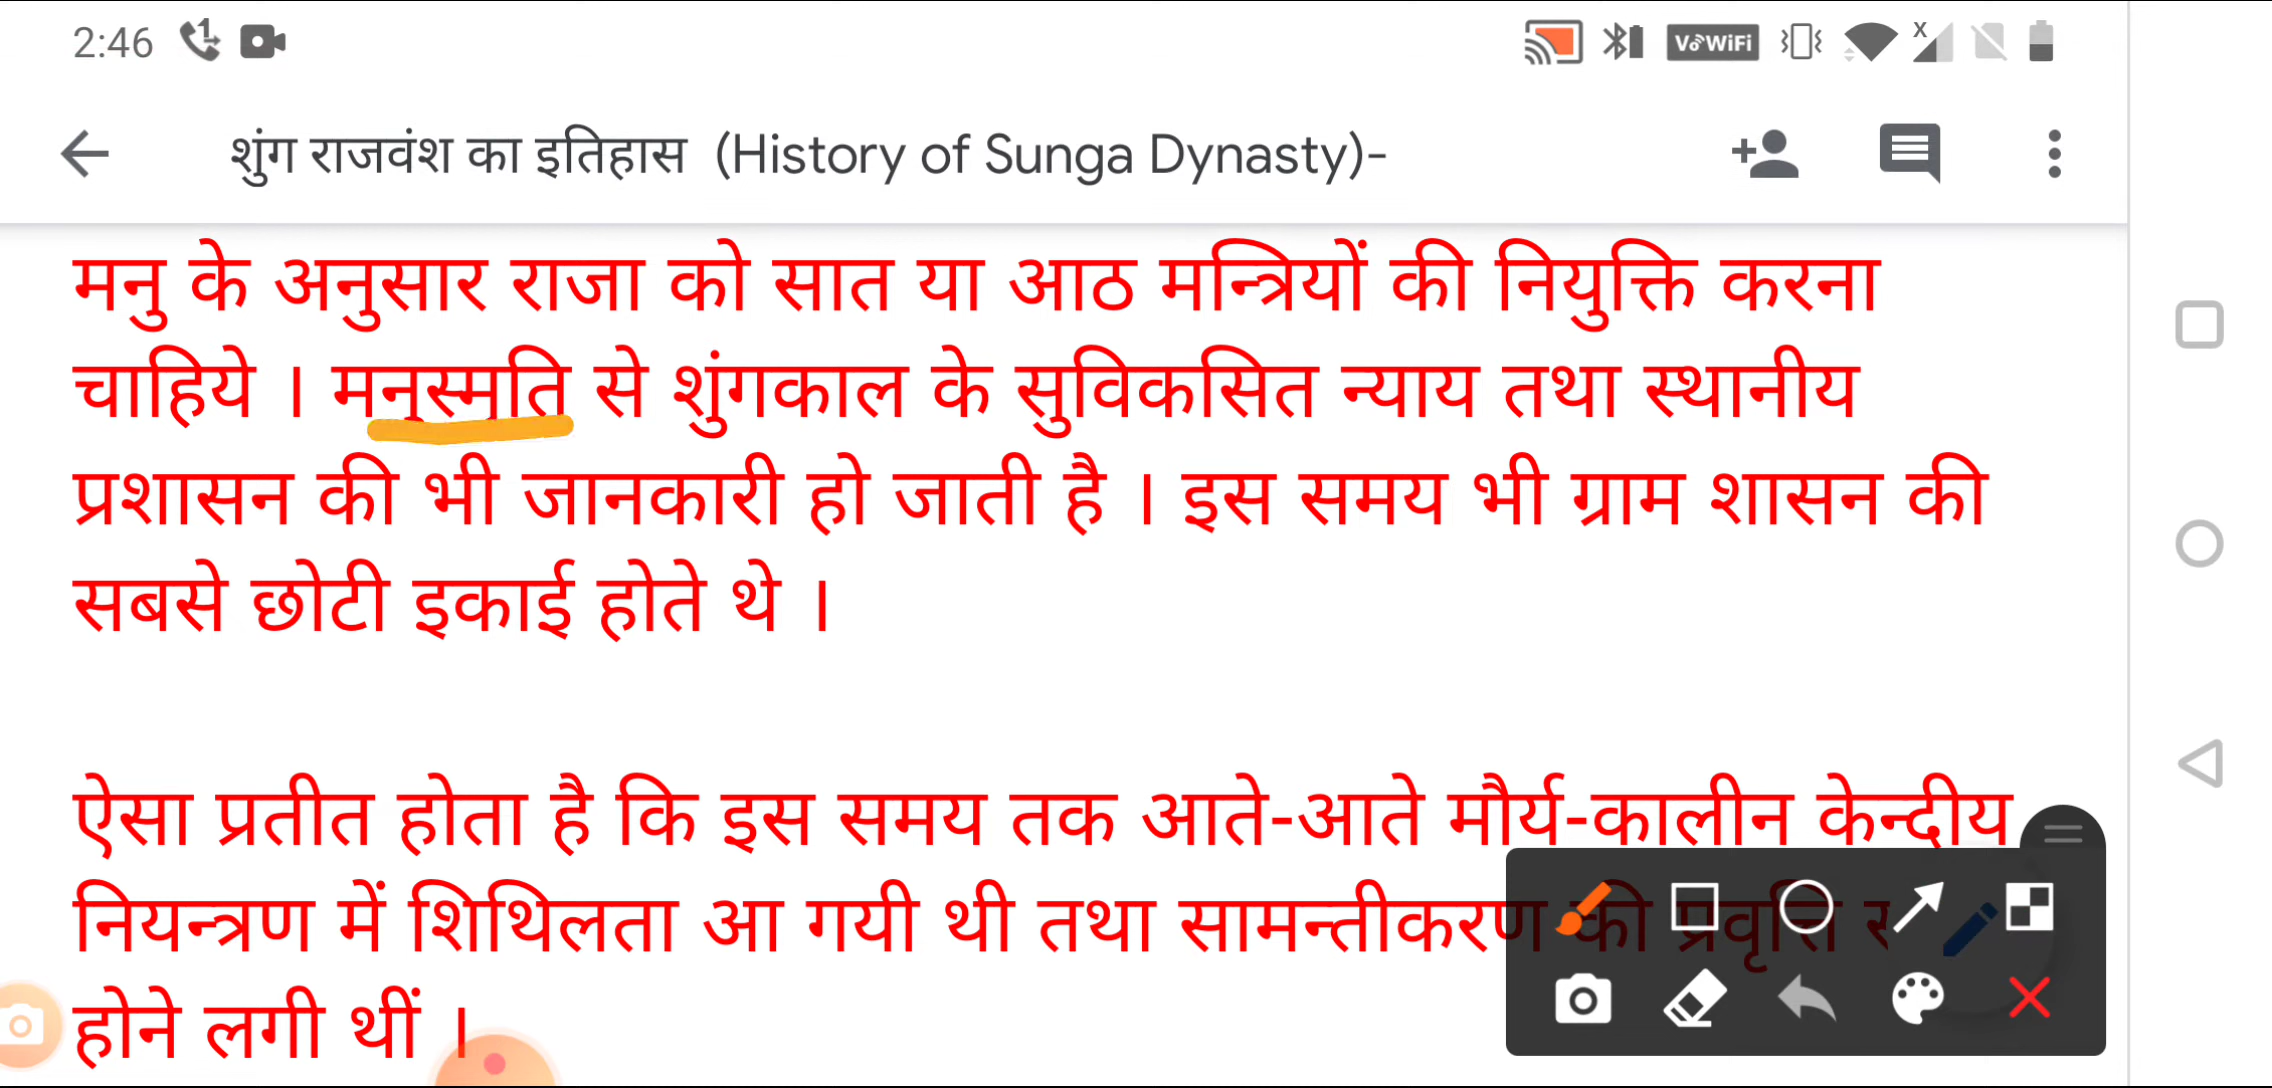 2:46
VoWiFi
X
शुंग राजवंश का इतिहास (History of Sunga Dynasty)-
मनु के अनुसार राजा को सात या आठ मन्त्रियों की नियुक्ति करना
चाहिये । मनुस्मृति से शुंगकाल के सुविकसित न्याय तथा स्थानीय
प्रशासन की भी जानकारी हो जाती है । इस समय भी ग्राम शासन की
सबसे छोटी इकाई होते थे ।
ऐसा प्रतीत होता है कि इस समय तक आते-आते मौर्य-कालीन केन्दीय
नियन्त्रण में शिथिलता आ गयी थी तथा सामन्तीकरण की प्रवृत्ति
होने लगी थीं ।